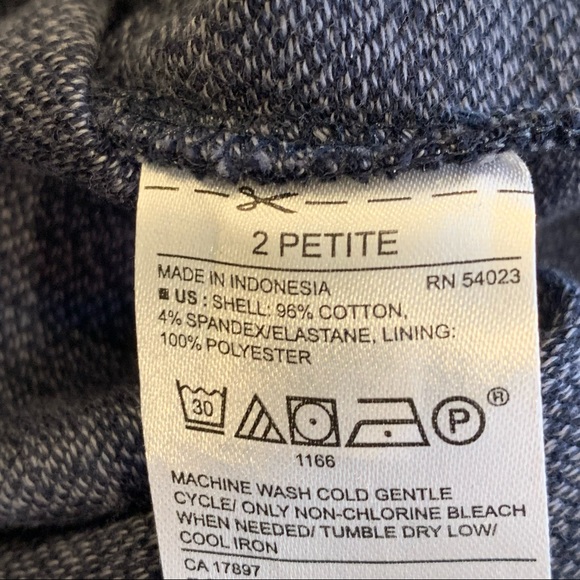 2 PETITE
MADE IN INDONESIA RN 54023
US : SHELL: 96% COTTON,
4% SPANDEX/ELASTANE, LINING:
100% POLYESTER
30 P ®
1166
MACHINE WASH COLD GENTLE
CYCLE/ ONLY NON-CHLORINE BLEACH
WHEN NEEDED/ TUMBLE DRY LOW/
COOL IRON
CA 17897